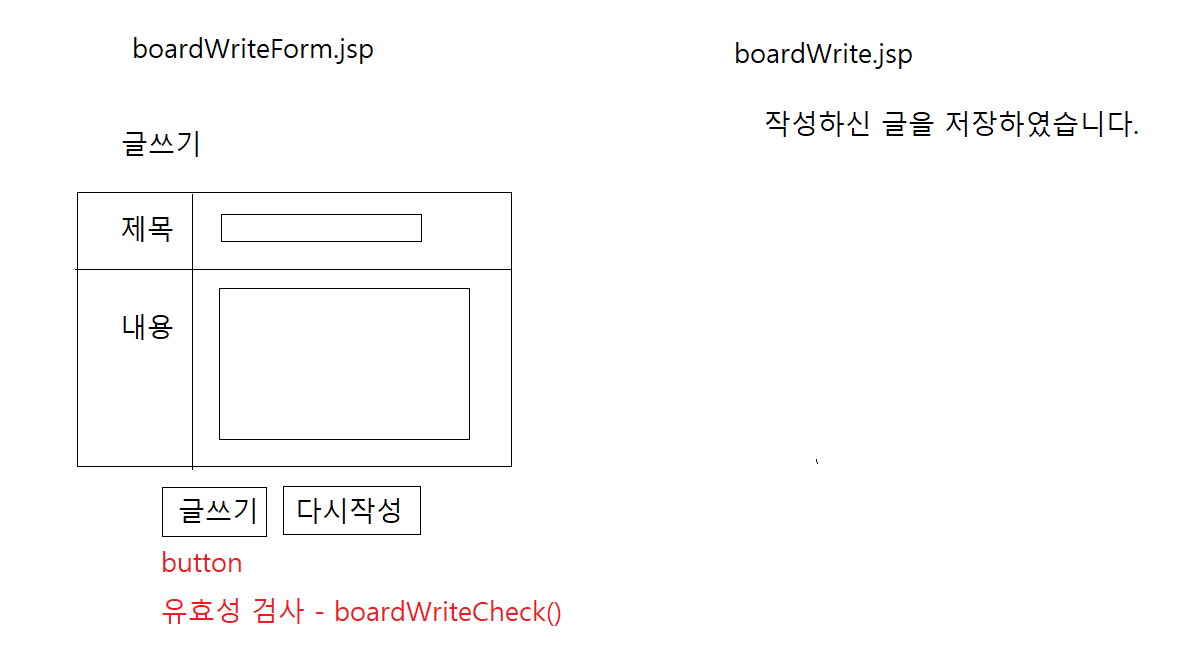 boardWriteForm.jsp
글쓰기
제목
내용
글쓰기 다시작성
button
유효성 검사 - boardWriteCheck()
boardWrite.jsp
작성하신 글을 저장하였습니다.